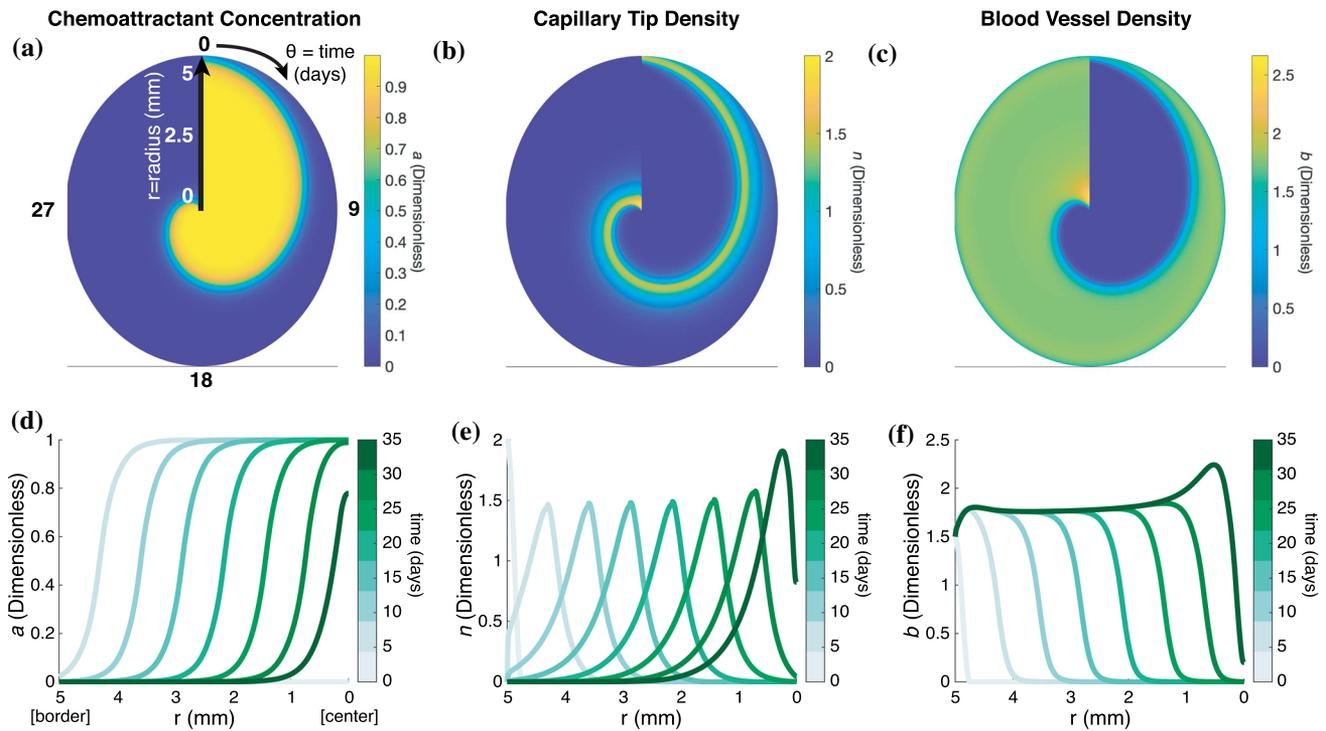 Chemoattractant Concentration
Capillary Tip Density
Blood Vessel Density
(a)
0
θ = time
(days)
5
r=radius (mm)
2.5
0
27
9
18
0.9
0.8
0.7
0.6
0.5
0.4
0.3
0.2
0.1
0
a (Dimensionless)
(b)
2
1.5
1
0.5
0
n (Dimensionless)
(c)
2.5
2
1.5
1
0.5
0
b (Dimensionless)
(d)
1
0.8
0.6
0.4
0.2
0
a (Dimensionless)
5 4 3 2 1 0
[border] r (mm) [center]
35
30
25
20
15
10
5
0
time (days)
(e)
2
1.5
1
0.5
0
n (Dimensionless)
5 4 3 2 1 0
r (mm)
35
30
25
20
15
10
5
0
time (days)
(f)
2.5
2
1.5
1
0.5
0
b (Dimensionless)
5 4 3 2 1 0
r (mm)
35
30
25
20
15
10
5
0
time (days)